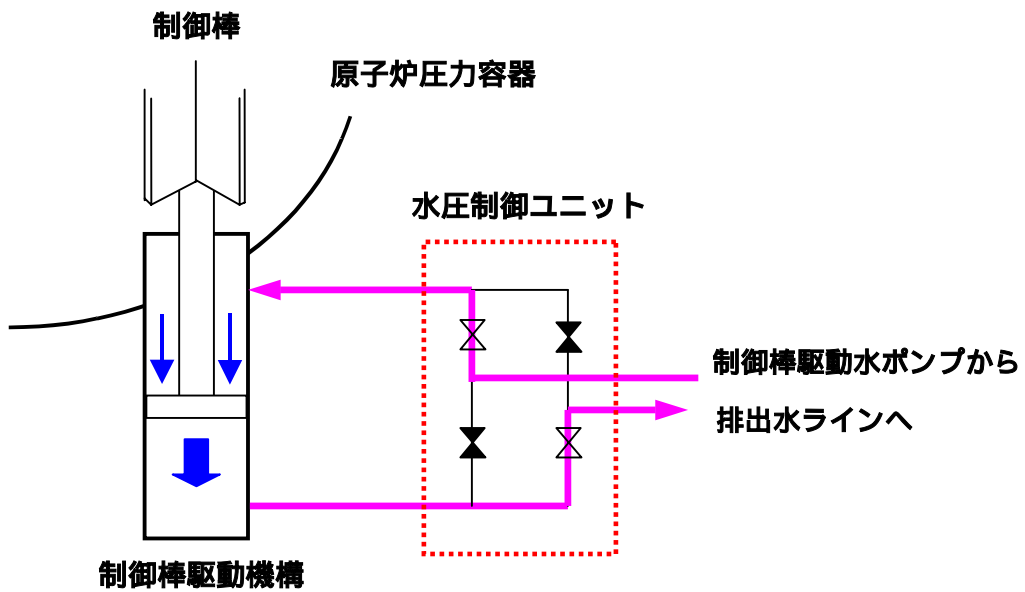 制御棒
原子炉圧力容器
水圧制御ユニット
制御棒駆動水ポンプから
排出水ラインへ
制御棒駆動機構